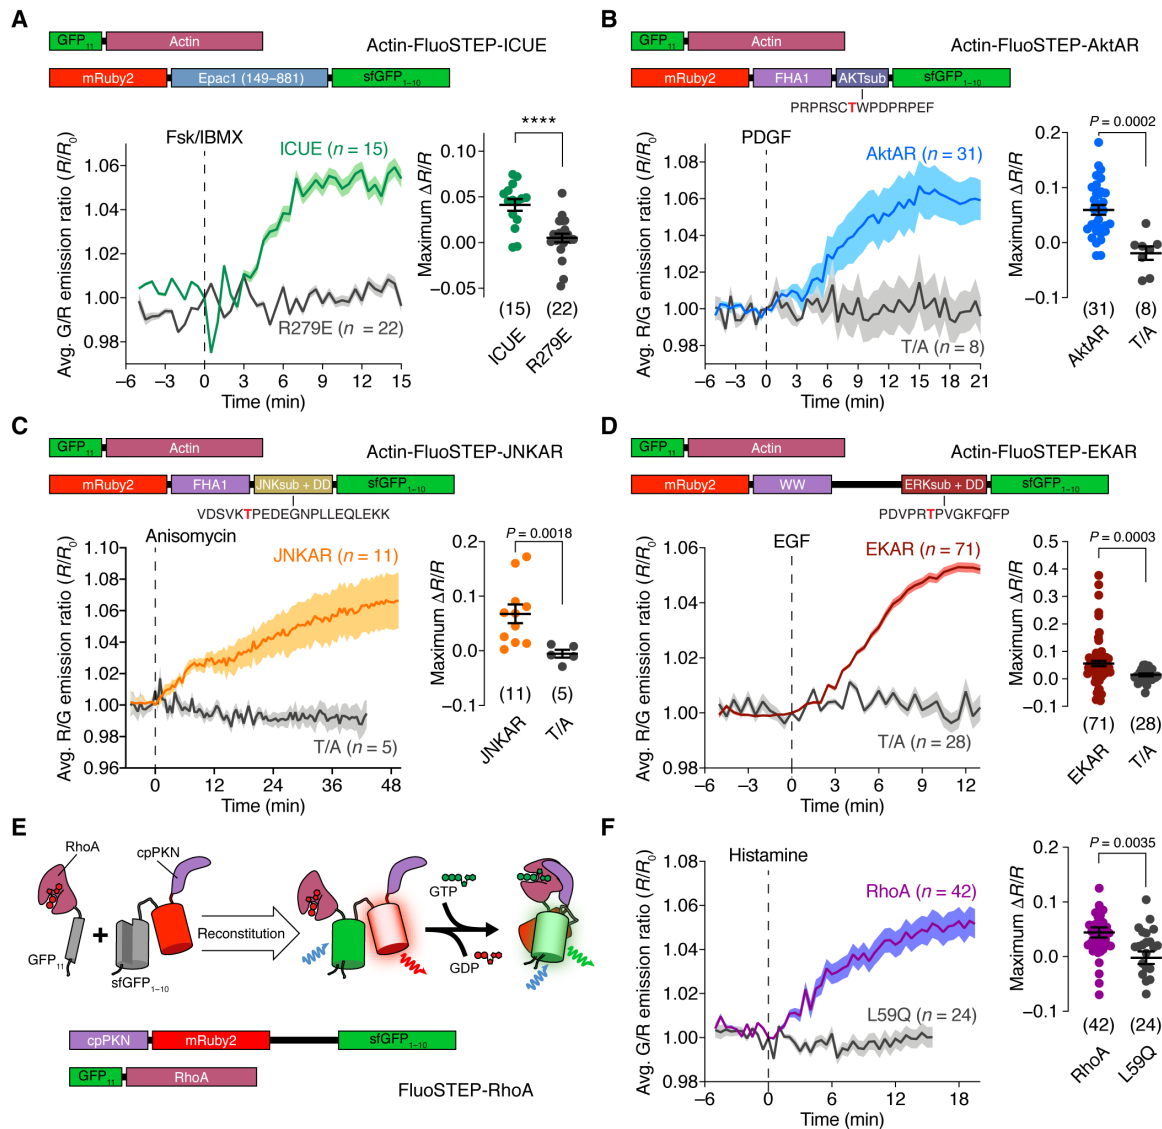 A
GFP11 Actin
Actin-FluoSTEP-ICUE
mRuby2 Epac1 (149–881) sfGFP1–10
Fsk/IBMX
ICUE (n = 15)
R279E (n = 22)
Avg. G/R emission ratio (R/R0)
1.06
1.04
1.02
1.00
0.98
−6 −3 0 3 6 9 12 15
Time (min)
****
Maximum ΔR/R
0.10
0.05
0.00
−0.05
(15) (22)
ICUE R279E
B
GFP11 Actin
Actin-FluoSTEP-AktAR
mRuby2 FHA1 AKTsub sfGFP1–10
PRPRSCTWPDPRPEF
PDGF
AktAR (n = 31)
T/A (n = 8)
Avg. R/G emission ratio (R/R0)
1.08
1.06
1.04
1.02
1.00
0.98
−6 −3 0 3 6 9 12 15 18 21
Time (min)
P = 0.0002
Maximum ΔR/R
0.2
0.1
0.0
−0.1
(31) (8)
AktAR T/A
C
GFP11 Actin
Actin-FluoSTEP-JNKAR
mRuby2 FHA1 JNKsub + DD sfGFP1–10
VDSVKTPEDEGNPLLEQLEKK
Anisomycin
JNKAR (n = 11)
T/A (n = 5)
Avg. R/G emission ratio (R/R0)
1.10
1.08
1.06
1.04
1.02
1.00
0.98
0.96
0 12 24 36 48
Time (min)
P = 0.0018
Maximum ΔR/R
0.2
0.1
0.0
−0.1
(11) (5)
JNKAR T/A
D
GFP11 Actin
Actin-FluoSTEP-EKAR
mRuby2 WW ERKsub + DD sfGFP1–10
PDVPRTPVGKFQFP
EGF
EKAR (n = 71)
T/A (n = 28)
Avg. R/G emission ratio (R/R0)
1.06
1.04
1.02
1.00
0.98
−6 −3 0 3 6 9 12
Time (min)
P = 0.0003
Maximum ΔR/R
0.5
0.4
0.3
0.2
0.1
0.0
−0.1
(71) (28)
EKAR T/A
E
RhoA
cpPKN
GFP11
sfGFP1–10
+
Reconstitution
GTP
GDP
cpPKN mRuby2 sfGFP1–10
GFP11 RhoA
FluoSTEP-RhoA
F
Histamine
RhoA (n = 42)
L59Q (n = 24)
Avg. G/R emission ratio (R/R0)
1.08
1.06
1.04
1.02
1.00
0.98
−6 0 6 12 18
Time (min)
P = 0.0035
Maximum ΔR/R
0.2
0.1
0.0
−0.1
(42) (24)
RhoA L59Q